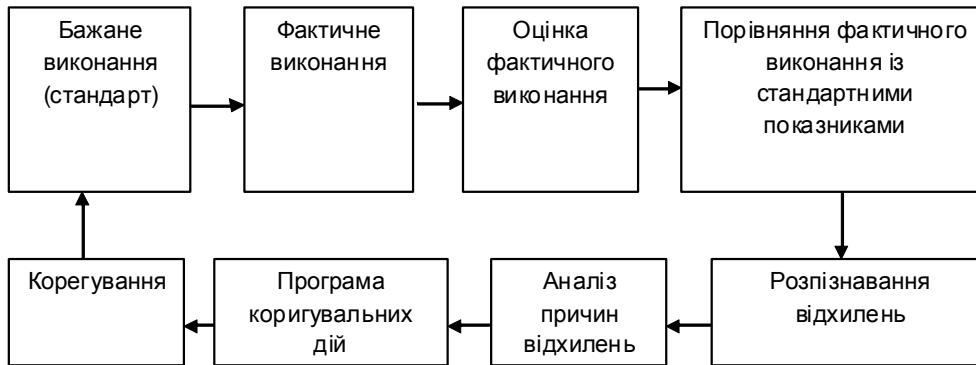 Бажане
виконання
(стандарт)
Фактичне
виконання
Оцінка
фактичного
виконання
Порівняння фактичного
виконання із
стандартними
показниками
Корегування
Програма
коригувальних
дій
Аналіз
причин
відхилень
Розпізнавання
відхилень